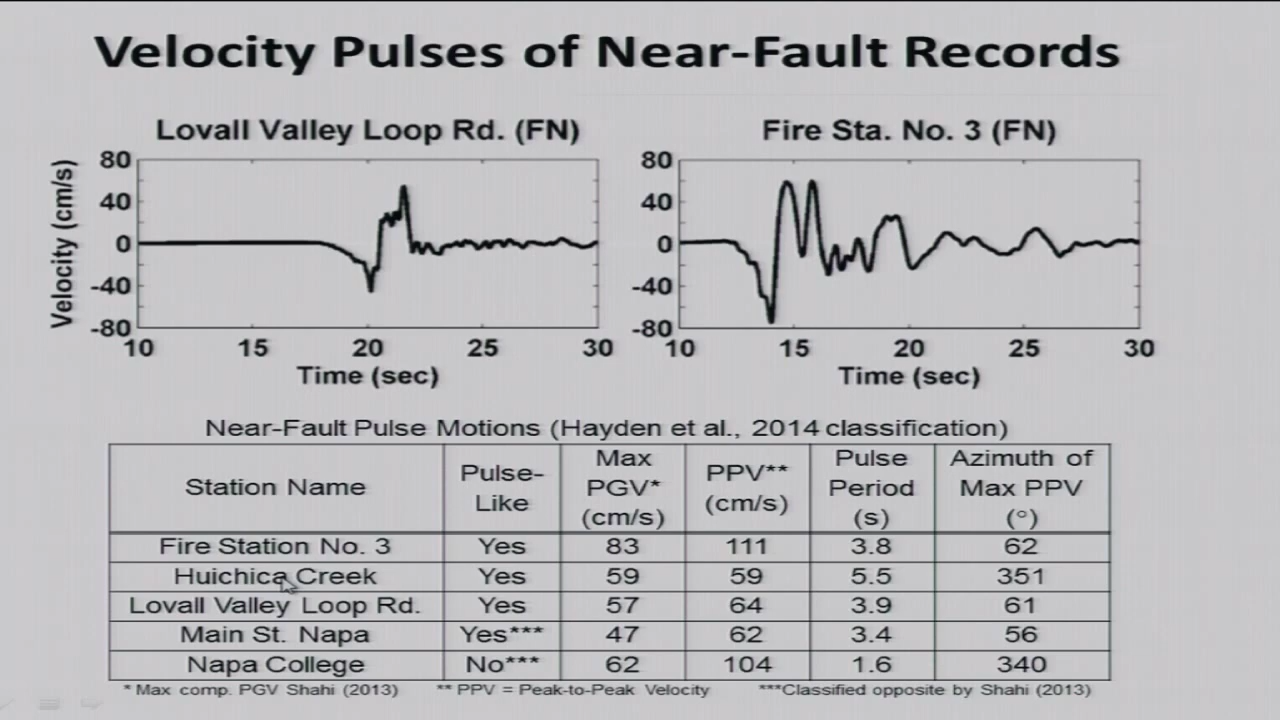 Velocity Pulses of Near-Fault Records
Lovall Valley Loop Rd. (FN)
Fire Sta. No. 3 (FN)
Velocity (cm/s)
80
40
0
-40
-80
10 15 20 25 30
Time (sec)
80
40
0
-40
-80
10 15 20 25 30
Time (sec)
Near-Fault Pulse Motions (Hayden et al., 2014 classification)
Station Name Pulse-Like Max PGV* (cm/s) PPV** (cm/s) Pulse Period (s) Azimuth of Max PPV (°)
Fire Station No. 3 Yes 83 111 3.8 62
Huichica Creek Yes 59 59 5.5 351
Lovall Valley Loop Rd. Yes 57 64 3.9 61
Main St. Napa Yes*** 47 62 3.4 56
Napa College No*** 62 104 1.6 340
* Max comp. PGV Shahi (2013) ** PPV = Peak-to-Peak Velocity ***Classified opposite by Shahi (2013)